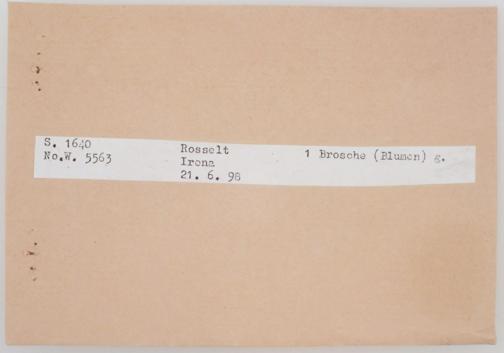 S. 1640
No.W. 5563
Rosselt
Irena
21. 6. 98
1 Brosche (Blumen) g.